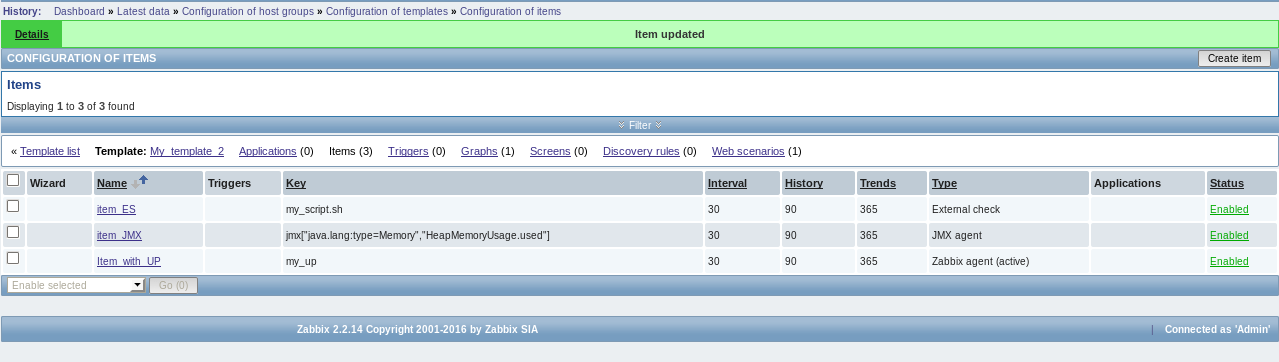 History: Dashboard » Latest data » Configuration of host groups » Configuration of templates » Configuration of items
Details Item updated
CONFIGURATION OF ITEMS Create item
Items
Displaying 1 to 3 of 3 found
Filter
« Template list Template: My_template_2 Applications (0) Items (3) Triggers (0) Graphs (1) Screens (0) Discovery rules (0) Web scenarios (1)
Wizard Name Triggers Key Interval History Trends Type Applications Status
item_ES my_script.sh 30 90 365 External check Enabled
item_JMX jmx["java.lang:type=Memory","HeapMemoryUsage.used"] 30 90 365 JMX agent Enabled
Item_with_UP my_up 30 90 365 Zabbix agent (active) Enabled
Enable selected Go (0)
Zabbix 2.2.14 Copyright 2001-2016 by Zabbix SIA | Connected as 'Admin'